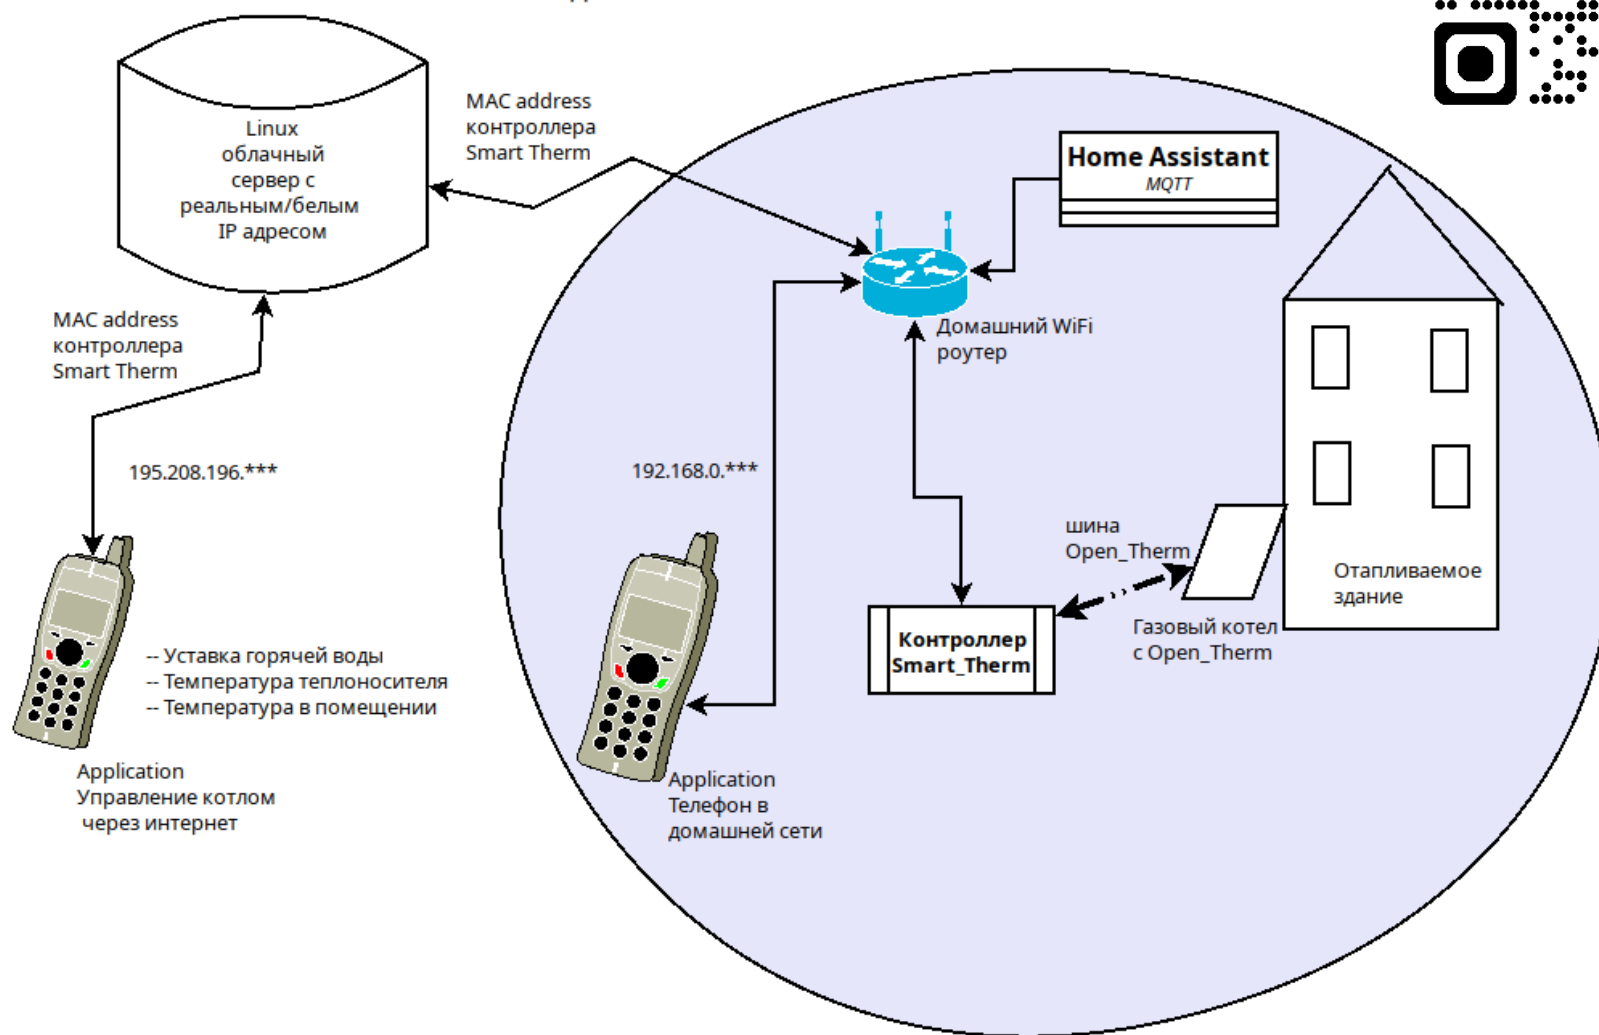 Linux
облачный
сервер с
реальным/белым
IP адресом
MAC address
контроллера
Smart Therm
Home Assistant
MQTT
MAC address
контроллера
Smart Therm
Домашний WiFi
роутер
195.208.196.***
192.168.0.***
шина
Open_Therm
Отапливаемое
здание
Газовый котел
с Open_Therm
Контроллер
Smart_Therm
-- Уставка горячей воды
-- Температура теплоносителя
-- Температура в помещении
Application
Управление котлом
через интернет
Application
Телефон в
домашней сети